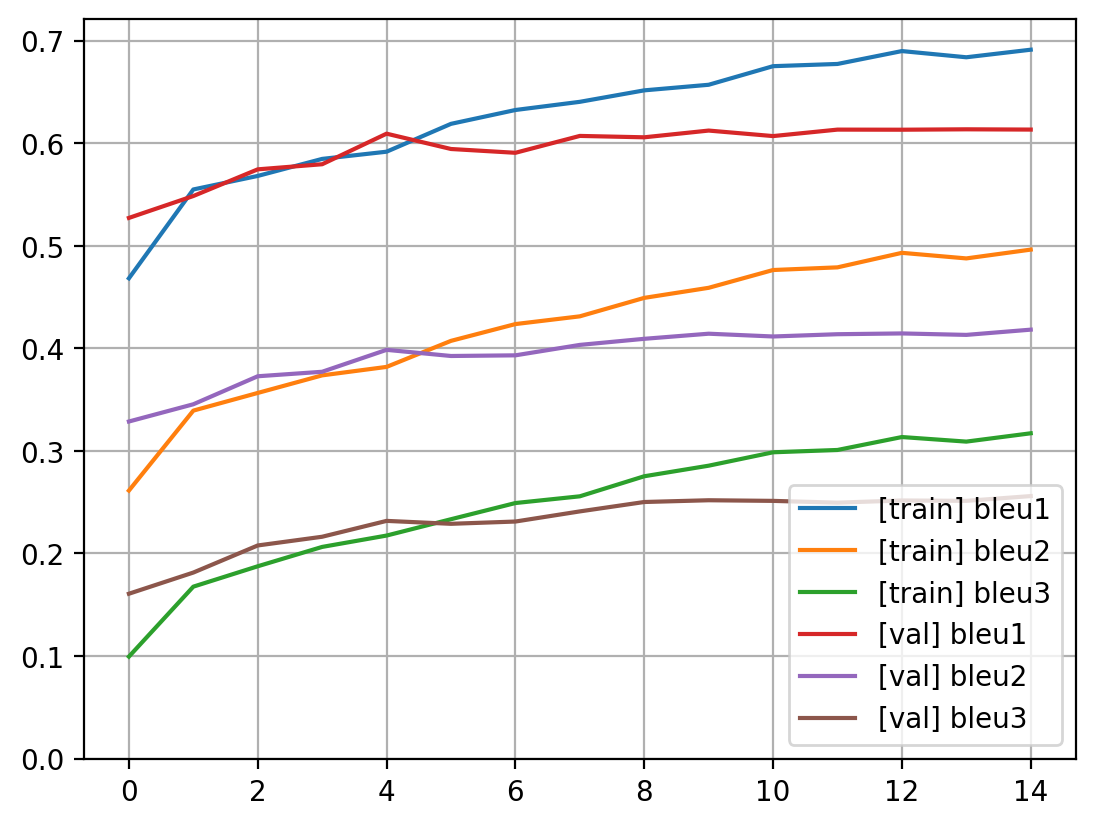 0.7
0.6
0.5
0.4
0.3
0.2
0.1
0.0
0 2 4 6 8 10 12 14
[train] bleu1
[train] bleu2
[train] bleu3
[val] bleu1
[val] bleu2
[val] bleu3